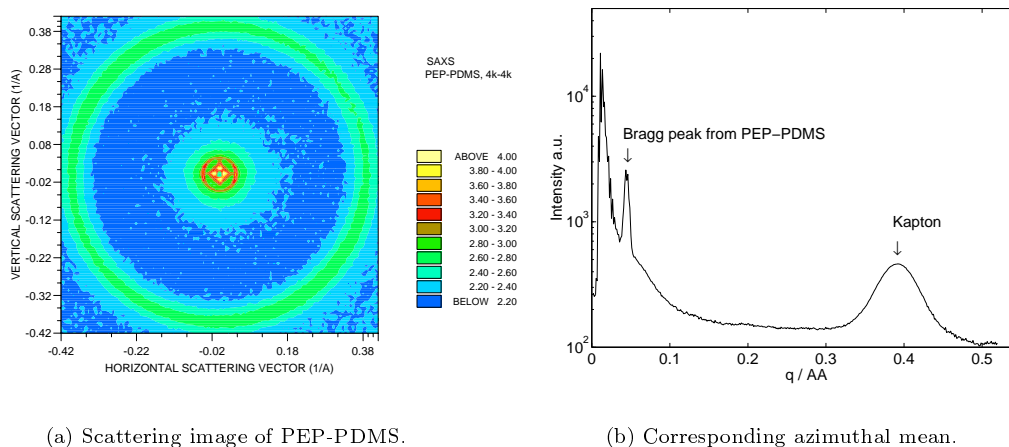 SAXS
PEP-PDMS, 4k-4k
VERTICAL SCATTERING VECTOR (1/A)
0.38
0.28
0.18
0.08
-0.02
-0.12
-0.22
-0.32
-0.42
-0.42 -0.22 -0.02 0.18 0.38
HORIZONTAL SCATTERING VECTOR (1/A)
ABOVE 4.00
3.80 - 4.00
3.60 - 3.80
3.40 - 3.60
3.20 - 3.40
3.00 - 3.20
2.80 - 3.00
2.60 - 2.80
2.40 - 2.60
2.20 - 2.40
BELOW 2.20
Intensity a.u.
10^4
10^3
10^2
Bragg peak from PEP–PDMS
Kapton
0 0.1 0.2 0.3 0.4 0.5
q / AA
(a) Scattering image of PEP-PDMS.
(b) Corresponding azimuthal mean.